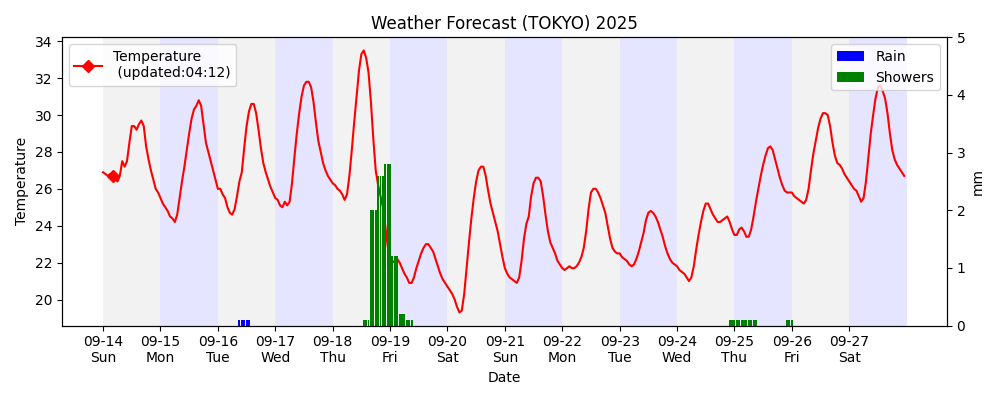 Weather Forecast (TOKYO) 2025
Temperature
(updated:04:12)
Rain
Showers
34
32
30
28
26
24
22
20
Temperature
5
4
3
2
1
0
mm
09-14 09-15 09-16 09-17 09-18 09-19 09-20 09-21 09-22 09-23 09-24 09-25 09-26 09-27
Sun Mon Tue Wed Thu Fri Sat Sun Mon Tue Wed Thu Fri Sat
Date